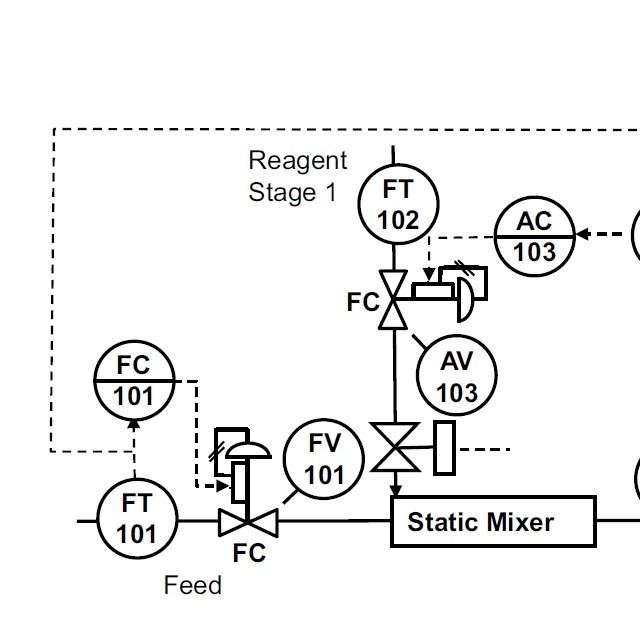 Reagent
Stage 1
FT
102
AC
103
FC
AV
103
FC
101
FV
101
FT
101
FC
Static Mixer
Feed